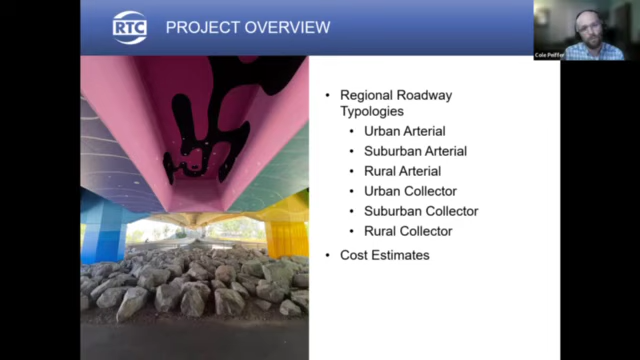 RTC
PROJECT OVERVIEW
Cole Peiffer
• Regional Roadway
Typologies
• Urban Arterial
• Suburban Arterial
• Rural Arterial
• Urban Collector
• Suburban Collector
• Rural Collector
• Cost Estimates